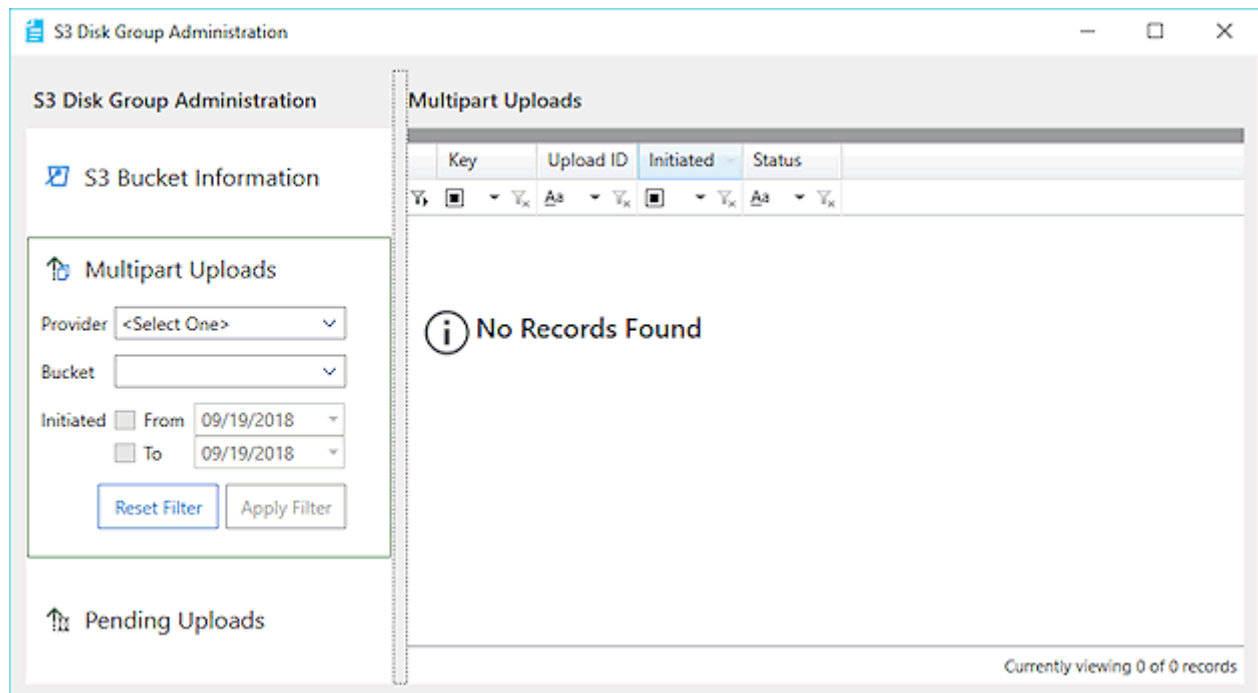 S3 Disk Group Administration
S3 Disk Group Administration
S3 Bucket Information
Multipart Uploads
Provider <Select One>
Bucket
Initiated From 09/19/2018
To 09/19/2018
Reset Filter Apply Filter
Pending Uploads
Multipart Uploads
Key Upload ID Initiated Status
Aa Aa
No Records Found
Currently viewing 0 of 0 records